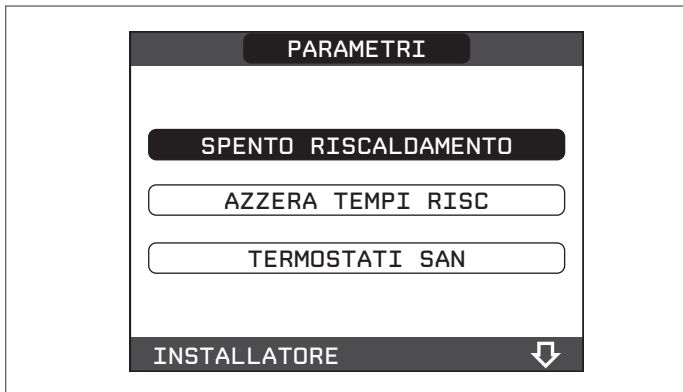 PARAMETRI
SPENTO RISCALDAMENTO
AZZERA TEMPI RISC
TERMOSTATI SAN
INSTALLATORE